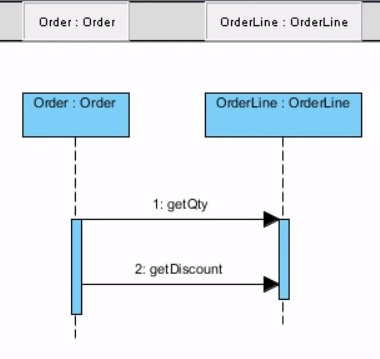 Order : Order
OrderLine : OrderLine
Order : Order
OrderLine : OrderLine
1: getQty
2: getDiscount